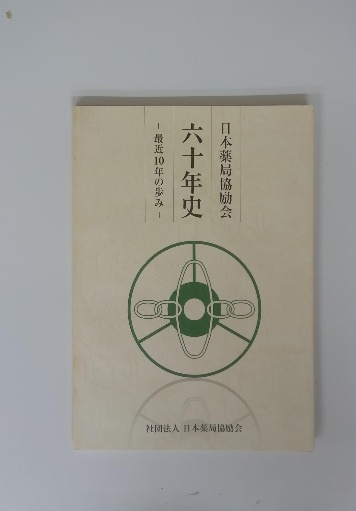 日本薬局協励会
六十年史
－最近10年の歩み－
社団法人 日本薬局協励会